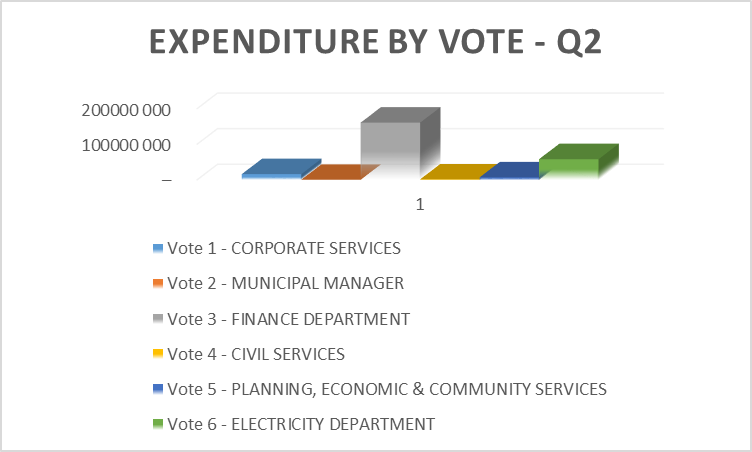 EXPENDITURE BY VOTE - Q2
200000 000
100000 000
–
1
Vote 1 - CORPORATE SERVICES
Vote 2 - MUNICIPAL MANAGER
Vote 3 - FINANCE DEPARTMENT
Vote 4 - CIVIL SERVICES
Vote 5 - PLANNING, ECONOMIC & COMMUNITY SERVICES
Vote 6 - ELECTRICITY DEPARTMENT